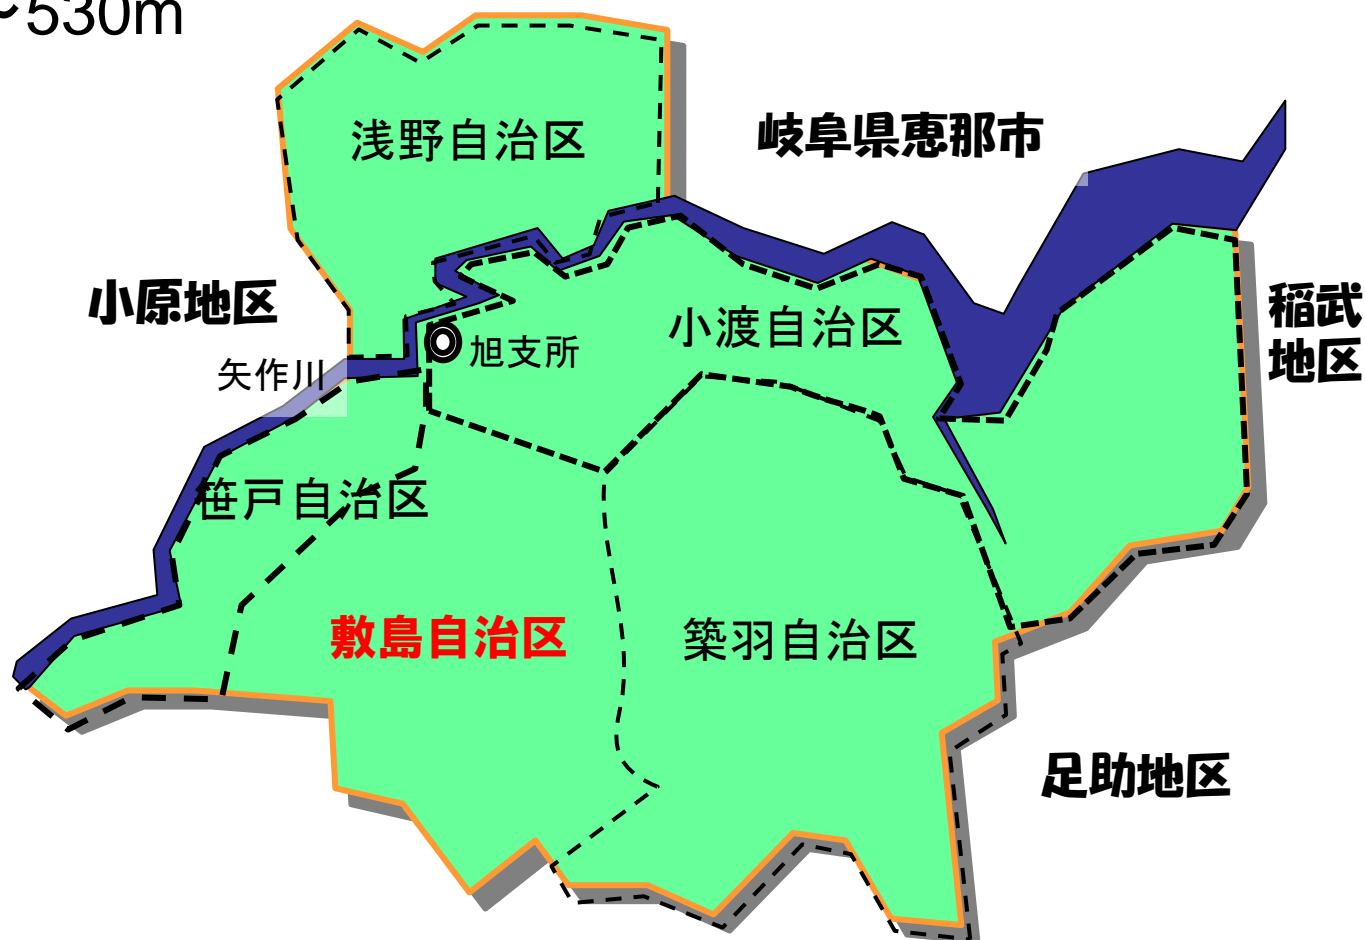 ~530m
浅野自治区
岐阜県恵那市
小原地区
稲武
地区
小渡自治区
旭支所
矢作川
笹戸自治区
敷島自治区
築羽自治区
足助地区